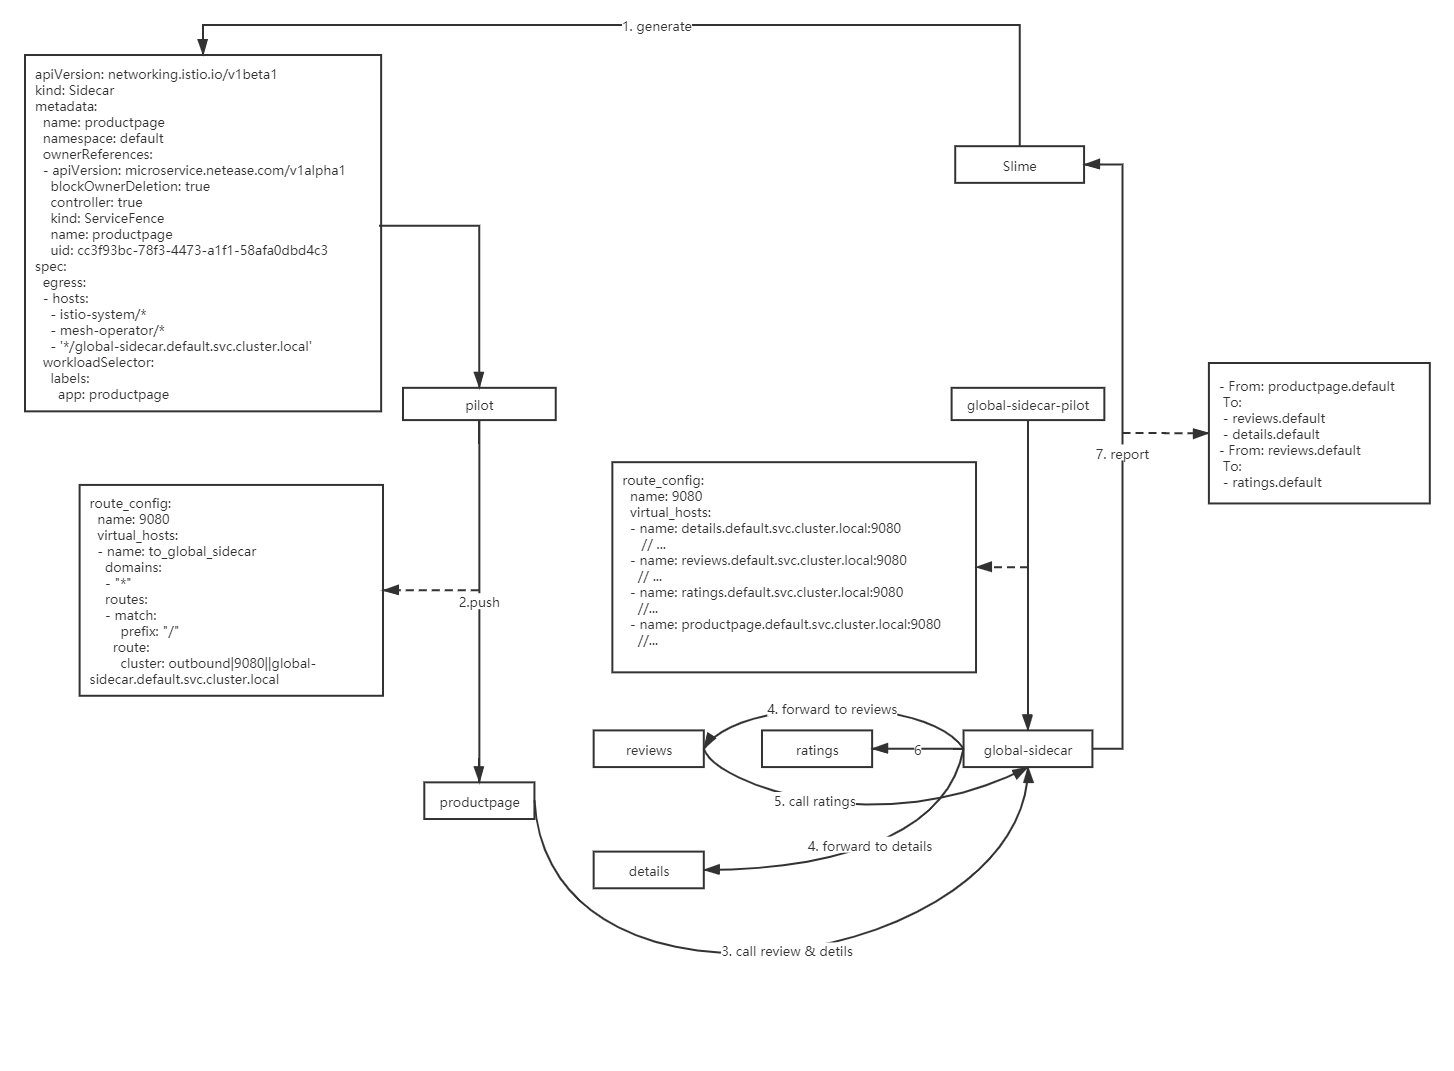 1. generate
apiVersion: networking.istio.io/v1beta1
kind: Sidecar
metadata:
name: productpage
namespace: default
ownerReferences:
- apiVersion: microservice.netease.com/v1alpha1
blockOwnerDeletion: true
controller: true
kind: ServiceFence
name: productpage
uid: cc3f93bc-78f3-4473-a1f1-58afa0dbd4c3
spec:
egress:
- hosts:
- istio-system/*
- mesh-operator/*
- '*/global-sidecar.default.svc.cluster.local'
workloadSelector:
labels:
app: productpage
Slime
pilot
global-sidecar-pilot
- From: productpage.default
To:
- reviews.default
- details.default
- From: reviews.default
To:
- ratings.default
7. report
route_config:
name: 9080
virtual_hosts:
- name: to_global_sidecar
domains:
- "*"
routes:
- match:
prefix: "/"
route:
cluster: outbound|9080||global-
sidecar.default.svc.cluster.local
2.push
route_config:
name: 9080
virtual_hosts:
- name: details.default.svc.cluster.local:9080
// ...
- name: reviews.default.svc.cluster.local:9080
// ...
- name: ratings.default.svc.cluster.local:9080
//...
- name: productpage.default.svc.cluster.local:9080
//...
4. forward to reviews
reviews
ratings
6
global-sidecar
productpage
5. call ratings
4. forward to details
details
3. call review & detils